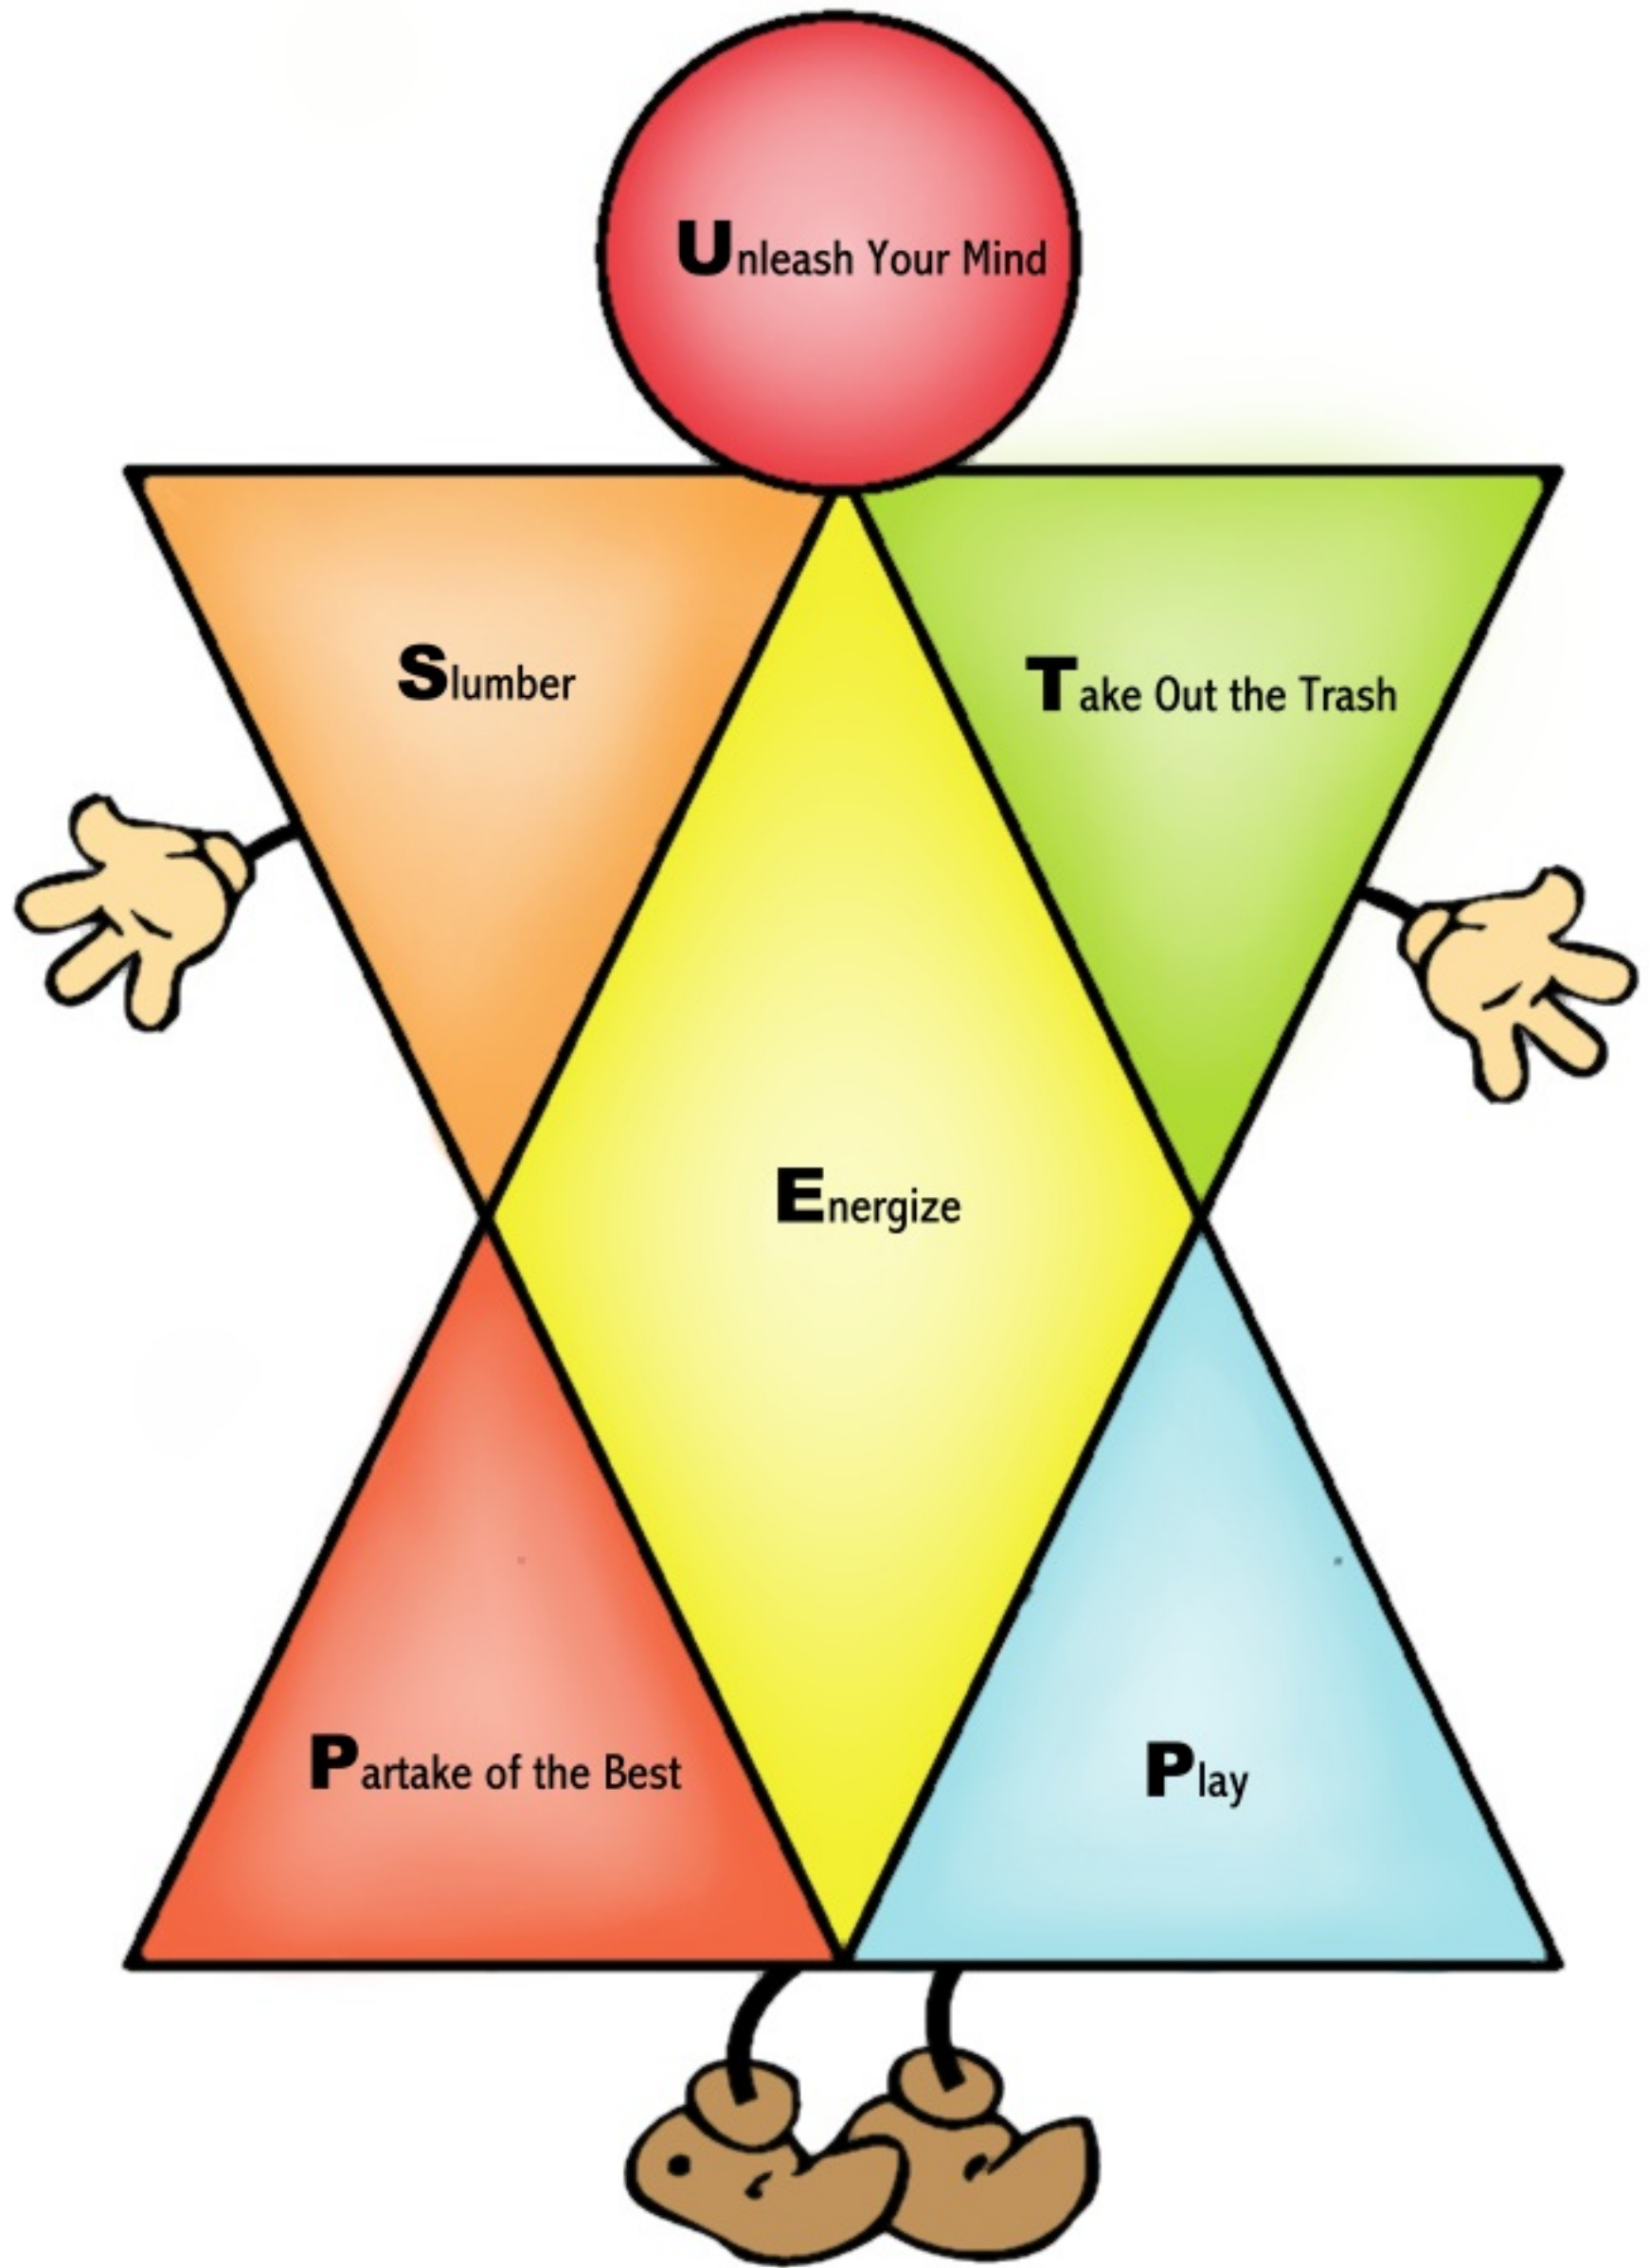 Unleash Your Mind
Slumber
Take Out the Trash
Energize
Partake of the Best
Play